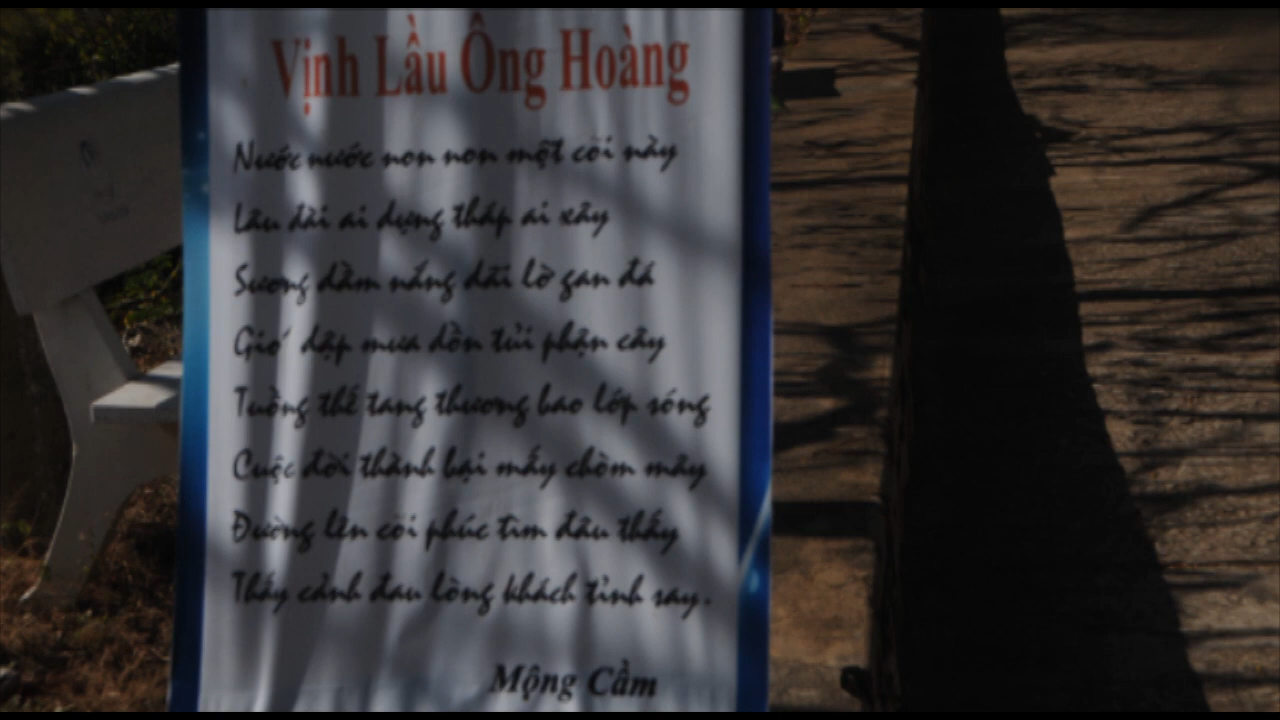 Vịnh Lầu Ông Hoàng
Nước nước non non một cõi này
Lâu đài ai dựng tháp ai xây
Sương dầm nắng dãi lờ gan đá
Gió dập mưa dồn tủi phận cây
Tuồng thế tang thương bao lớp sóng
Cuộc đời thành bại mấy chòm mây
Đường lên cõi phúc tìm đâu thấy
Thấy cảnh đau lòng khách tỉnh say.
Mộng Cầm